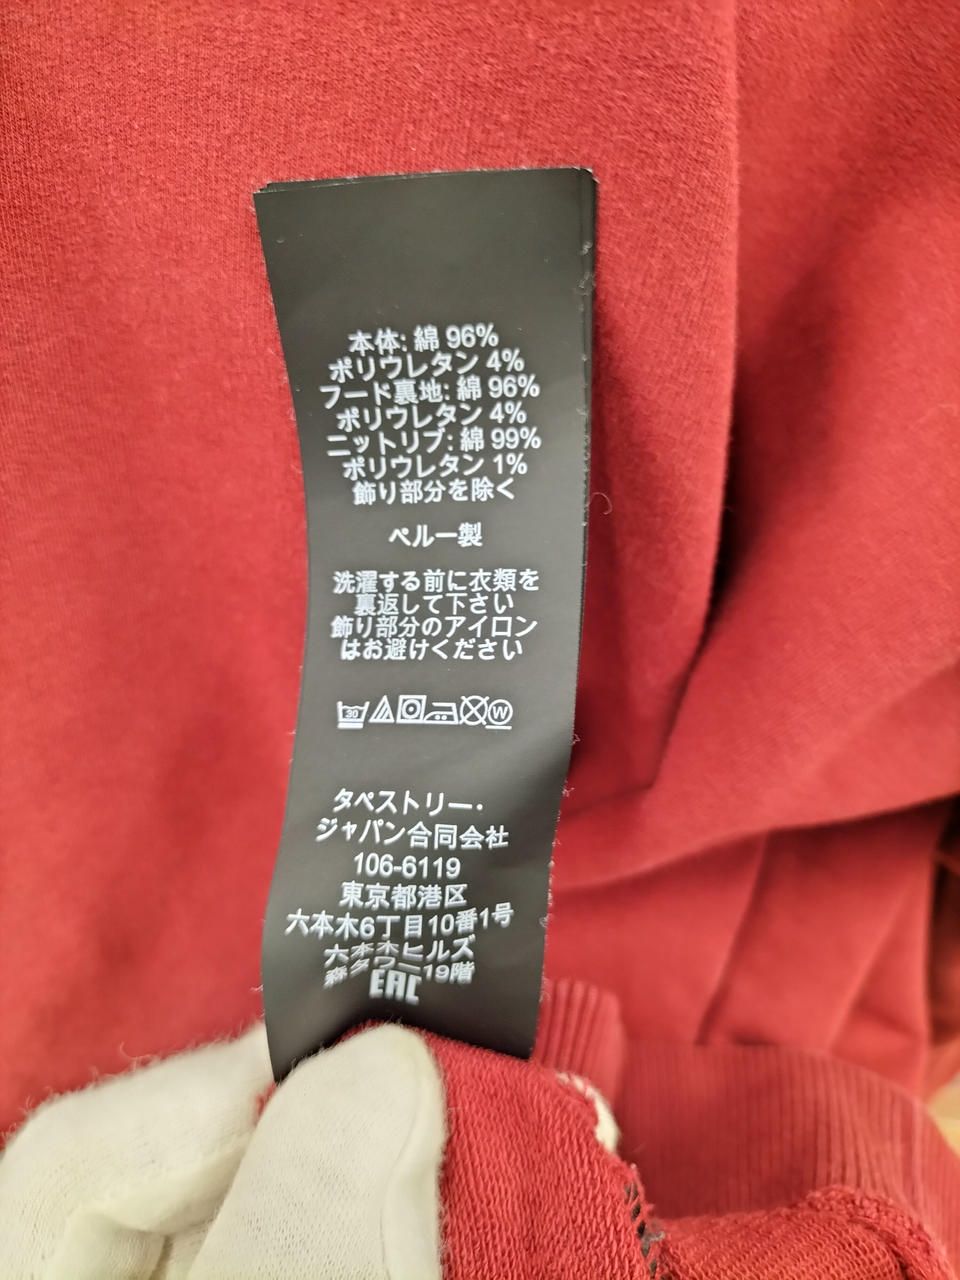 本体: 綿 96%
ポリウレタン 4%
フード裏地: 綿 96%
ポリウレタン 4%
ニットリブ: 綿 99%
ポリウレタン 1%
飾り部分を除く
ペルー製
洗濯する前に衣類を
裏返して下さい
飾り部分のアイロン
はお避けください
30 W
タペストリー・
ジャパン合同会社
106-6119
東京都港区
六本木6丁目10番1号
六本木ヒルズ
森タワー19階
EAC